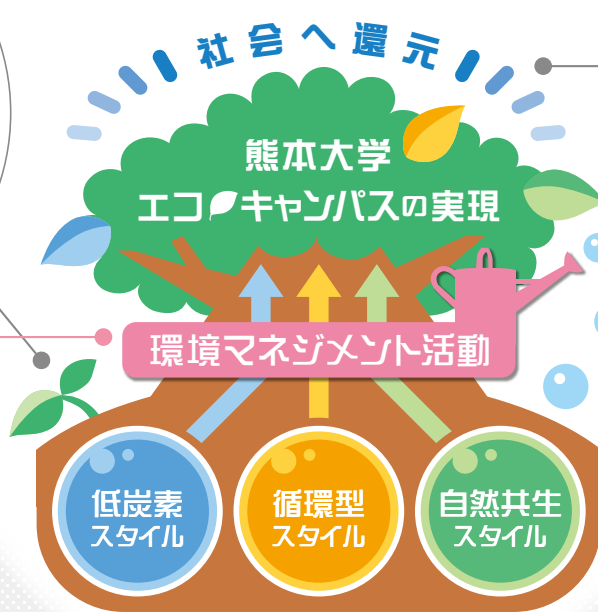 社会へ還元
熊本大学
エコキャンパスの実現
環境マネジメント活動
低炭素
スタイル
循環型
スタイル
自然共生
スタイル